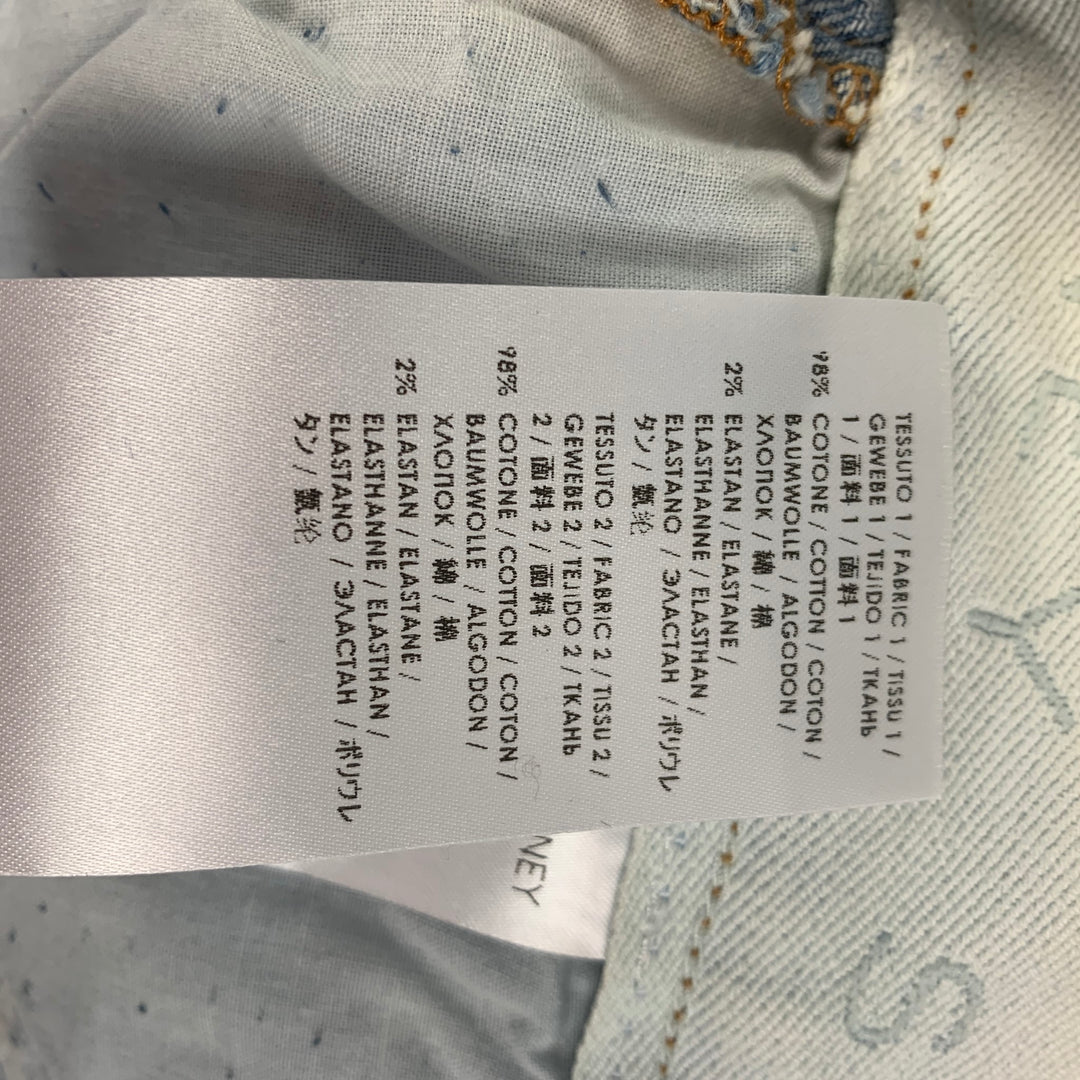 TESSUTO 1 / FABRIC 1 / TISSU 1 /
GEWEBE 1 / TEJIDO 1 / ТКАНЬ
1 / 面料 1 / 面料 1
98% COTONE / COTTON / COTON /
BAUMWOLLE / ALGODON /
ХЛОПОК / 綿 / 棉
2% ELASTAN / ELASTANE /
ELASTHANNE / ELASTHAN /
ELASTANO / ЭЛАСТАН / ポリウレ
タン / 氨纶
TESSUTO 2 / FABRIC 2 / TISSU 2 /
GEWEBE 2 / TEJIDO 2 / ТКАНЬ
2 / 面料 2 / 面料 2
98% COTONE / COTTON / COTON /
BAUMWOLLE / ALGODON /
ХЛОПОК / 綿 / 棉
2% ELASTAN / ELASTANE /
ELASTHANNE / ELASTHAN /
ELASTANO / ЭЛАСТАН / ポリウレ
タン / 氨纶
NEY
Y S